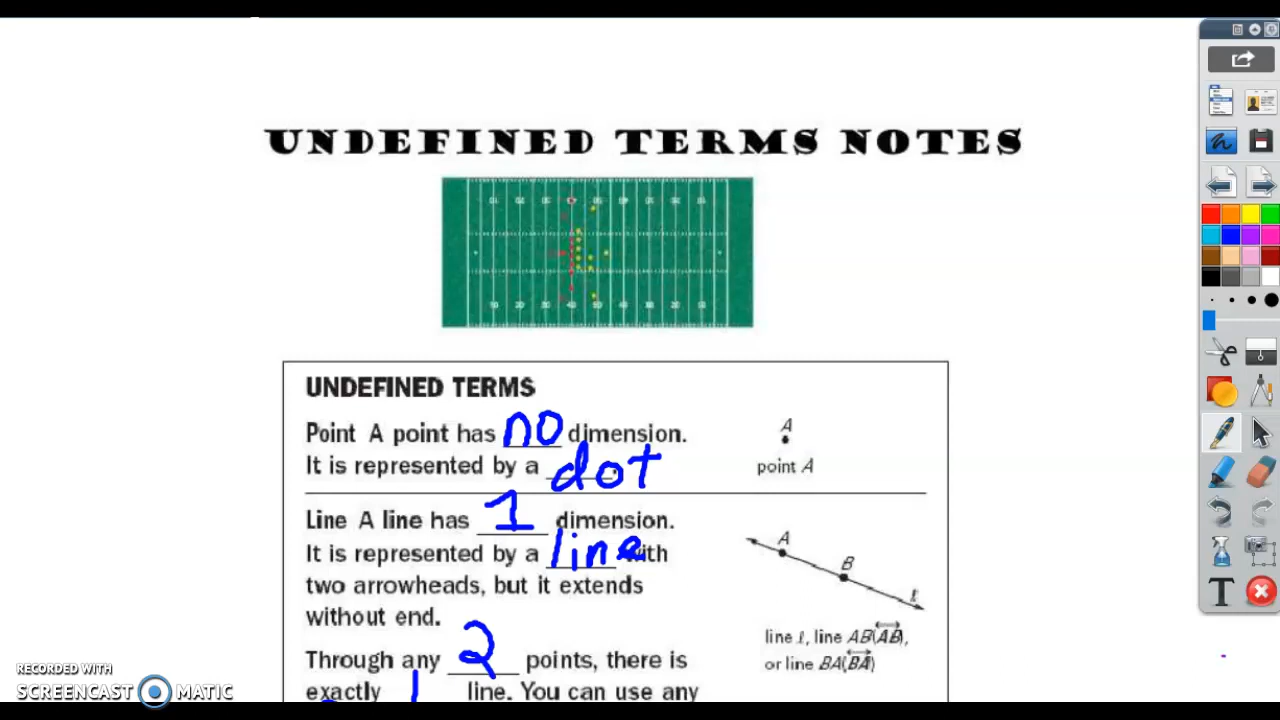 UNDEFINED TERMS NOTES
UNDEFINED TERMS
Point A point has no dimension.
It is represented by a dot.
A
point A
Line A line has 1 dimension.
It is represented by a line with
two arrowheads, but it extends
without end.
A
B
ℓ
line ℓ, line AB(AB),
or line BA(BA)
Through any 2 points, there is
exactly 1 line. You can use any
RECORDED WITH
SCREENCAST MATIC
T